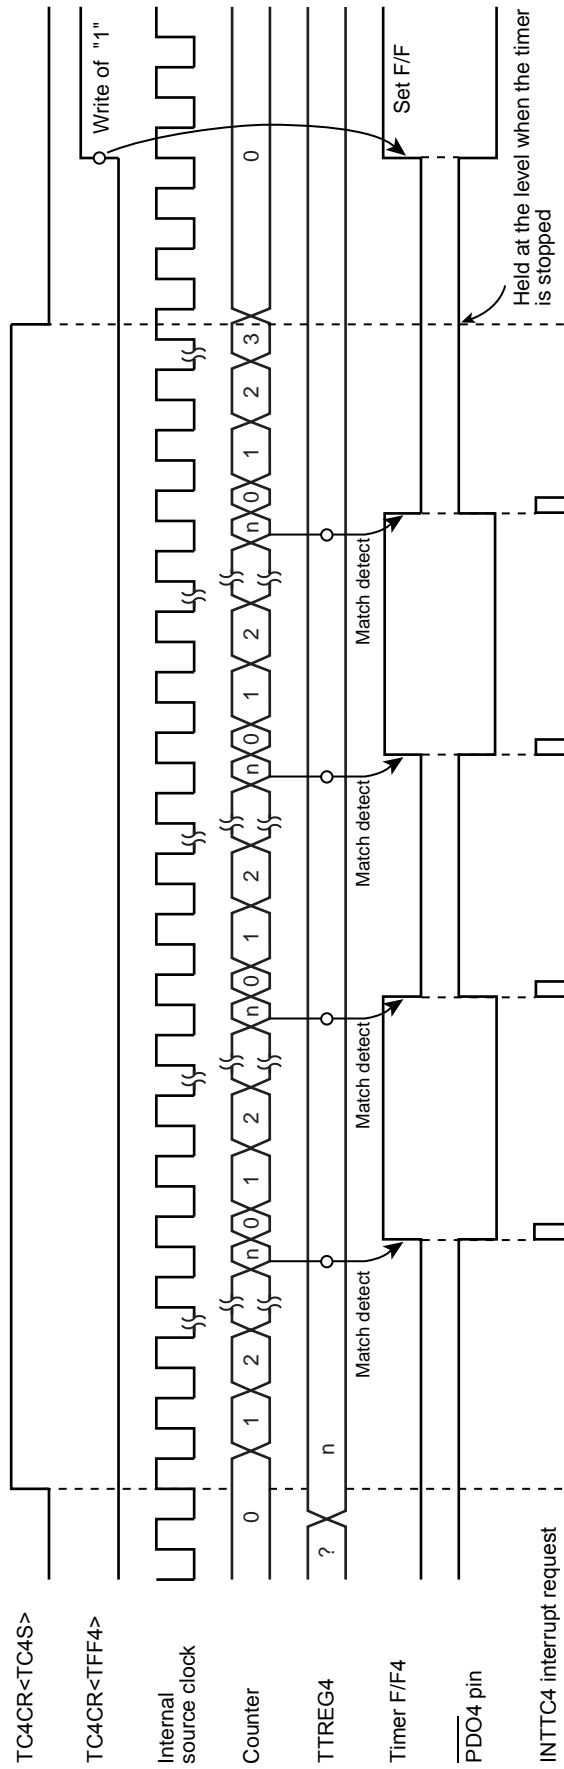 TC4CR<TC4S>
TC4CR<TFF4>
Write of "1"
Internal
source clock
Counter
0
1
2
n
0
1
2
n
0
1
2
n
0
1
2
n
0
1
2
3
0
TTREG4
?
n
Match detect
Match detect
Match detect
Match detect
Timer F/F4
Set F/F
PDO4 pin
Held at the level when the timer
is stopped
INTTC4 interrupt request